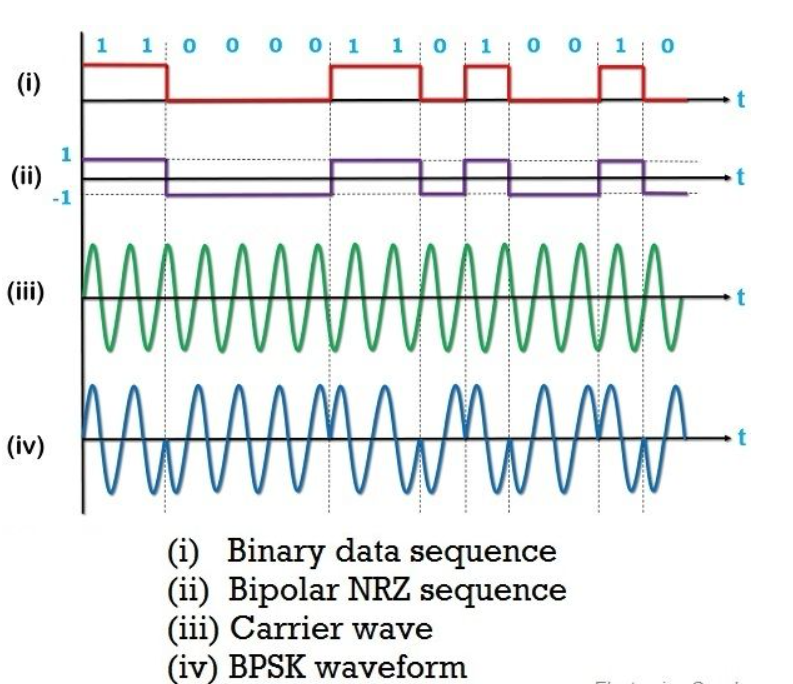 1 1 0 0 0 0 1 1 0 1 0 0 1 0
(i) t
1
(ii) t
-1
(iii) t
(iv) t
(i) Binary data sequence
(ii) Bipolar NRZ sequence
(iii) Carrier wave
(iv) BPSK waveform